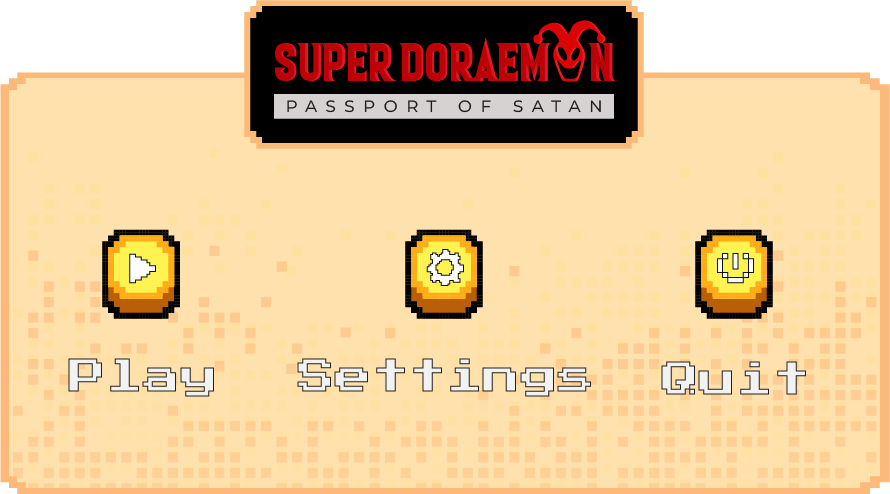 SUPER DORAEMON
PASSPORT OF SATAN
Play
Settings
Quit